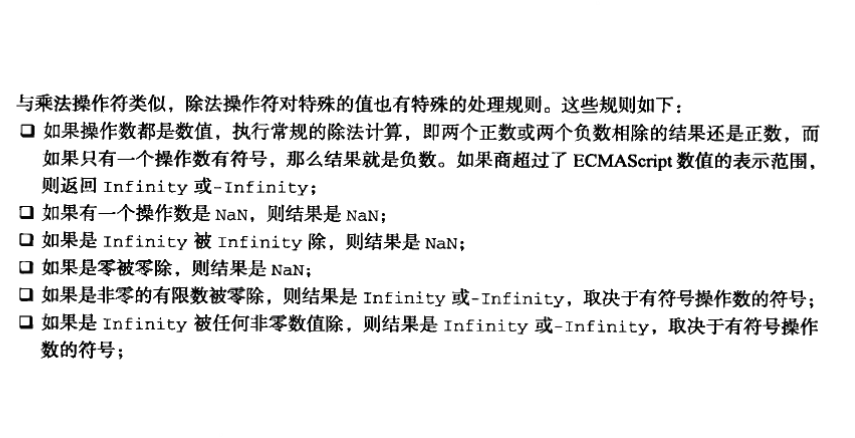 与乘法操作符类似，除法操作符对特殊的值也有特殊的处理规则。这些规则如下：
❑ 如果操作数都是数值，执行常规的除法计算，即两个正数或两个负数相除的结果还是正数，而
如果只有一个操作数有符号，那么结果就是负数。如果商超过了 ECMAScript 数值的表示范围，
则返回 Infinity 或-Infinity；
❑ 如果有一个操作数是 NaN，则结果是 NaN；
❑ 如果是 Infinity 被 Infinity 除，则结果是 NaN；
❑ 如果是零被零除，则结果是 NaN；
❑ 如果是非零的有限数被零除，则结果是 Infinity 或-Infinity，取决于有符号操作数的符号；
❑ 如果是 Infinity 被任何非零数值除，则结果是 Infinity 或-Infinity，取决于有符号操作
数的符号；